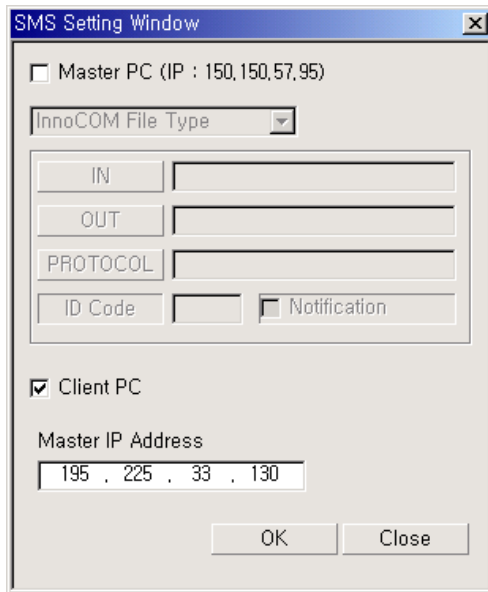 SMS Setting Window
Master PC (IP : 150,150,57,95)
InnoCOM File Type
IN
OUT
PROTOCOL
ID Code Notification
Client PC
Master IP Address
195 . 225 . 33 . 130
OK Close